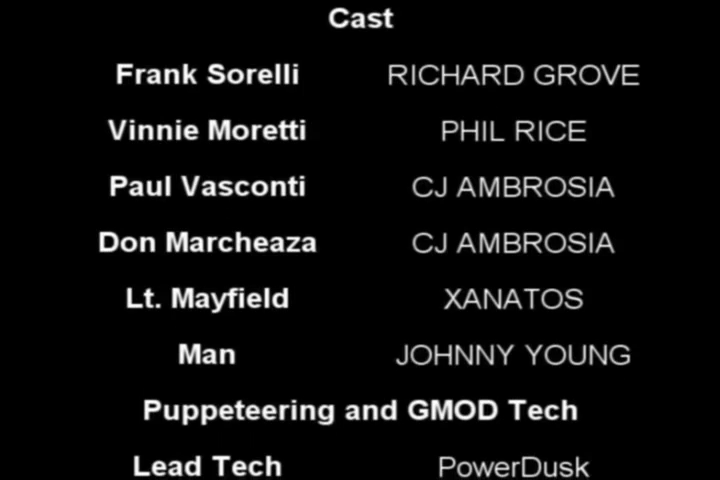 Cast
Frank Sorelli RICHARD GROVE
Vinnie Moretti PHIL RICE
Paul Vasconti CJ AMBROSIA
Don Marcheaza CJ AMBROSIA
Lt. Mayfield XANATOS
Man JOHNNY YOUNG
Puppeteering and GMOD Tech
Lead Tech PowerDusk